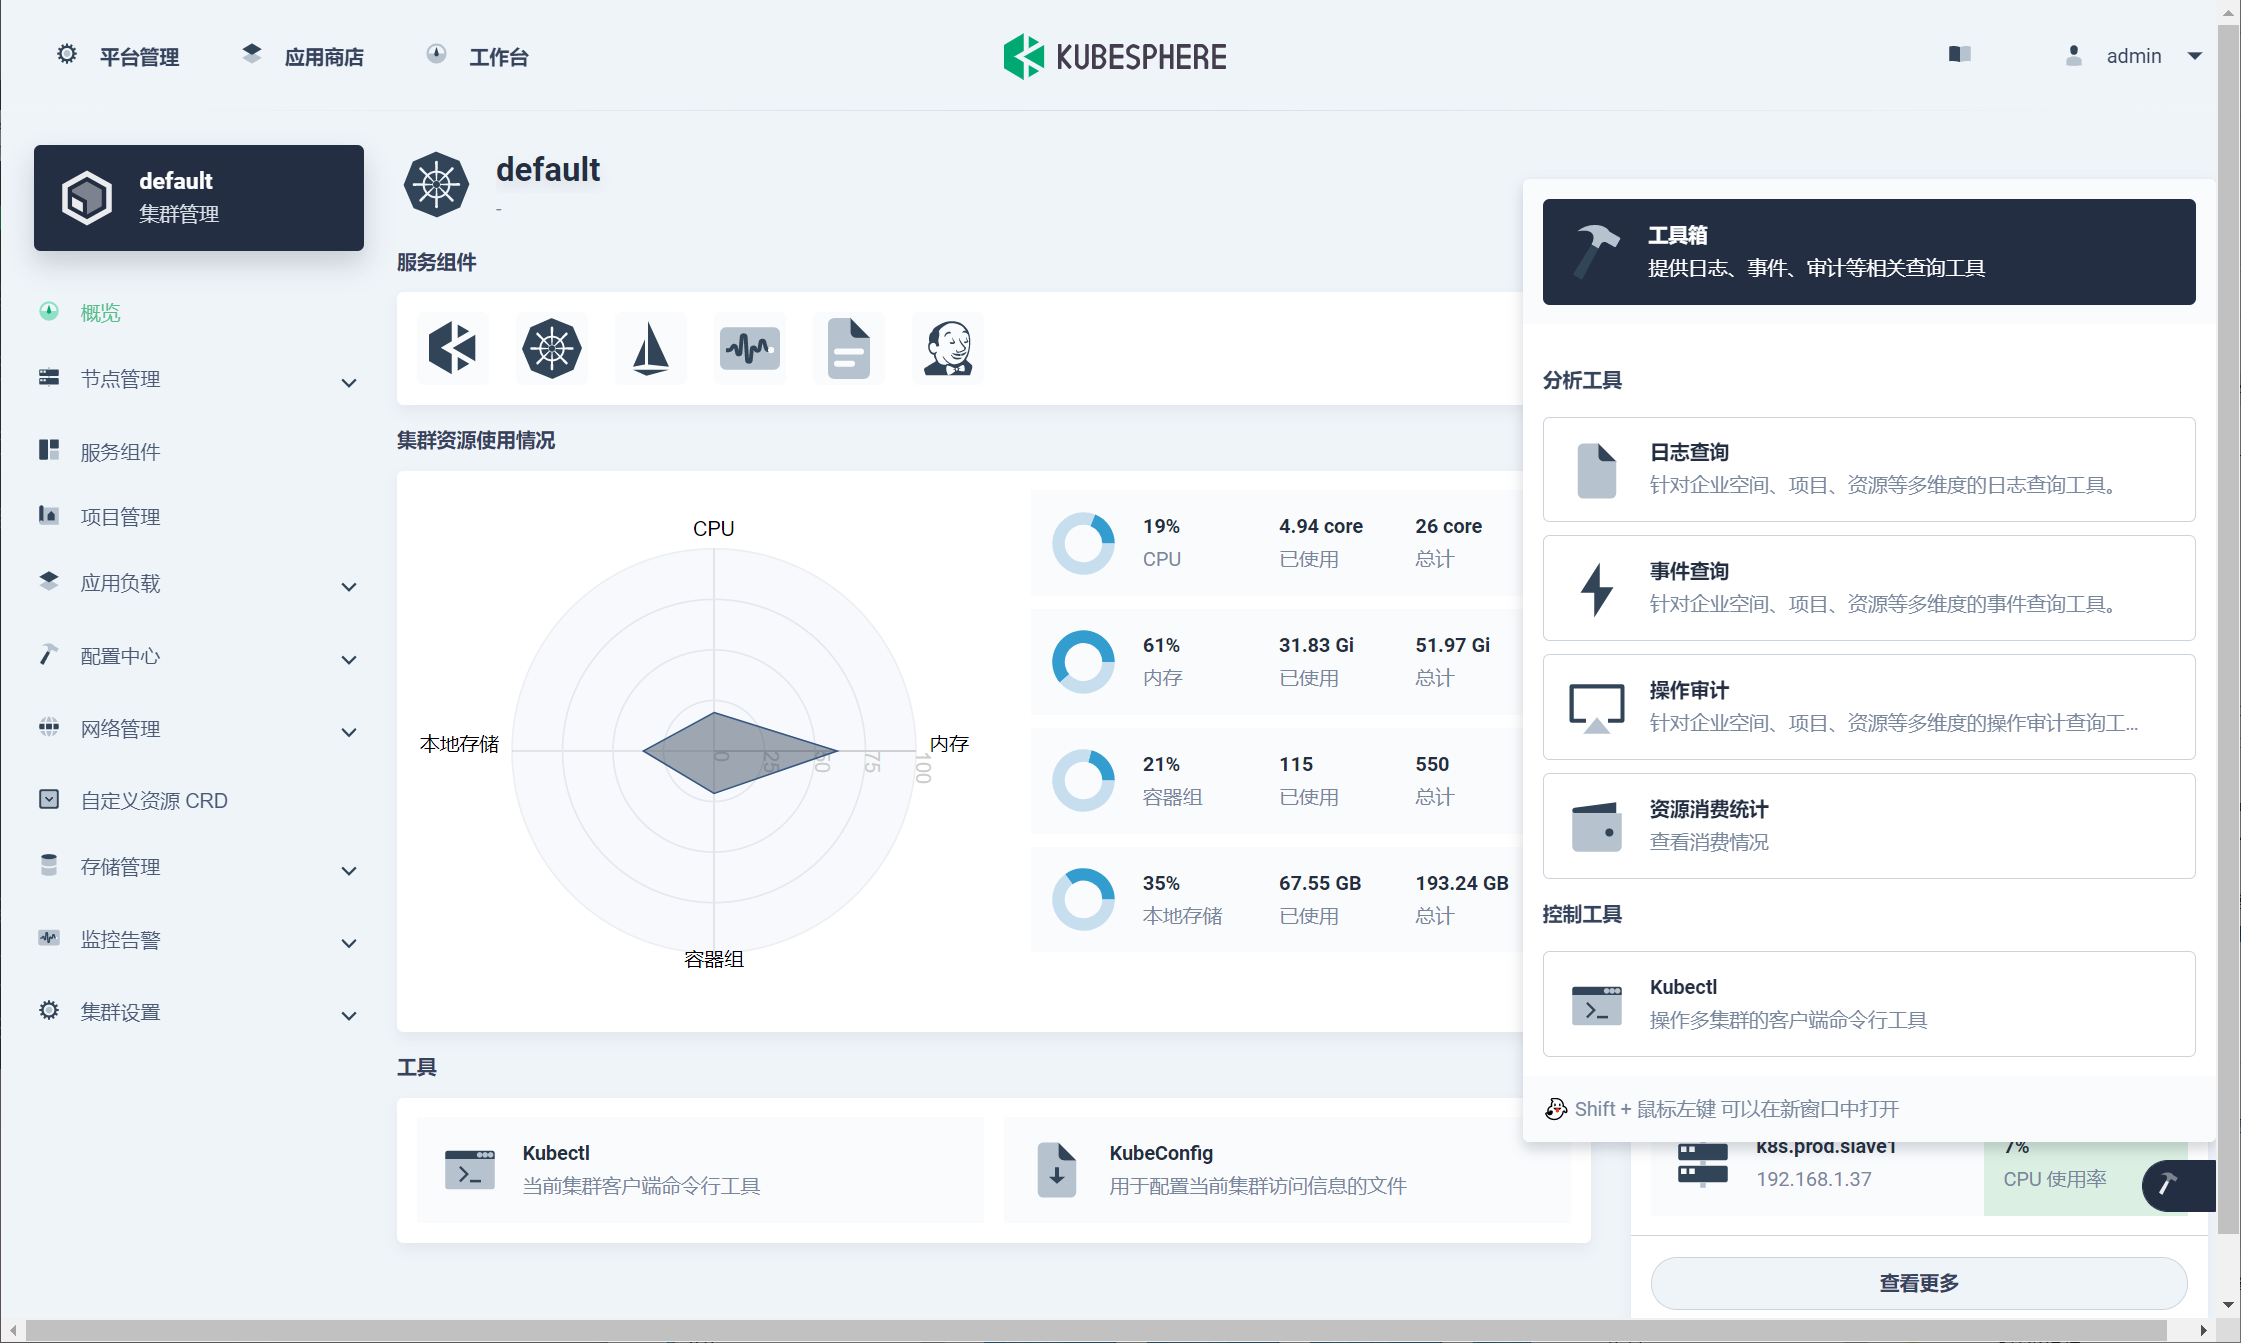 平台管理
应用商店
工作台
KUBESPHERE
admin
default
集群管理
概览
节点管理
服务组件
项目管理
应用负载
配置中心
网络管理
自定义资源 CRD
存储管理
监控告警
集群设置
default
-
服务组件
集群资源使用情况
CPU
内存
容器组
本地存储
0
25
50
75
100
19%
CPU
4.94 core
已使用
26 core
总计
61%
内存
31.83 Gi
已使用
51.97 Gi
总计
21%
容器组
115
已使用
550
总计
35%
本地存储
67.55 GB
已使用
193.24 GB
总计
工具
Kubectl
当前集群客户端命令行工具
KubeConfig
用于配置当前集群访问信息的文件
工具箱
提供日志、事件、审计等相关查询工具
分析工具
日志查询
针对企业空间、项目、资源等多维度的日志查询工具。
事件查询
针对企业空间、项目、资源等多维度的事件查询工具。
操作审计
针对企业空间、项目、资源等多维度的操作审计查询工...
资源消费统计
查看消费情况
控制工具
Kubectl
操作多集群的客户端命令行工具
Shift + 鼠标左键 可以在新窗口中打开
k8s.prod.slave1
192.168.1.37
7%
CPU 使用率
查看更多